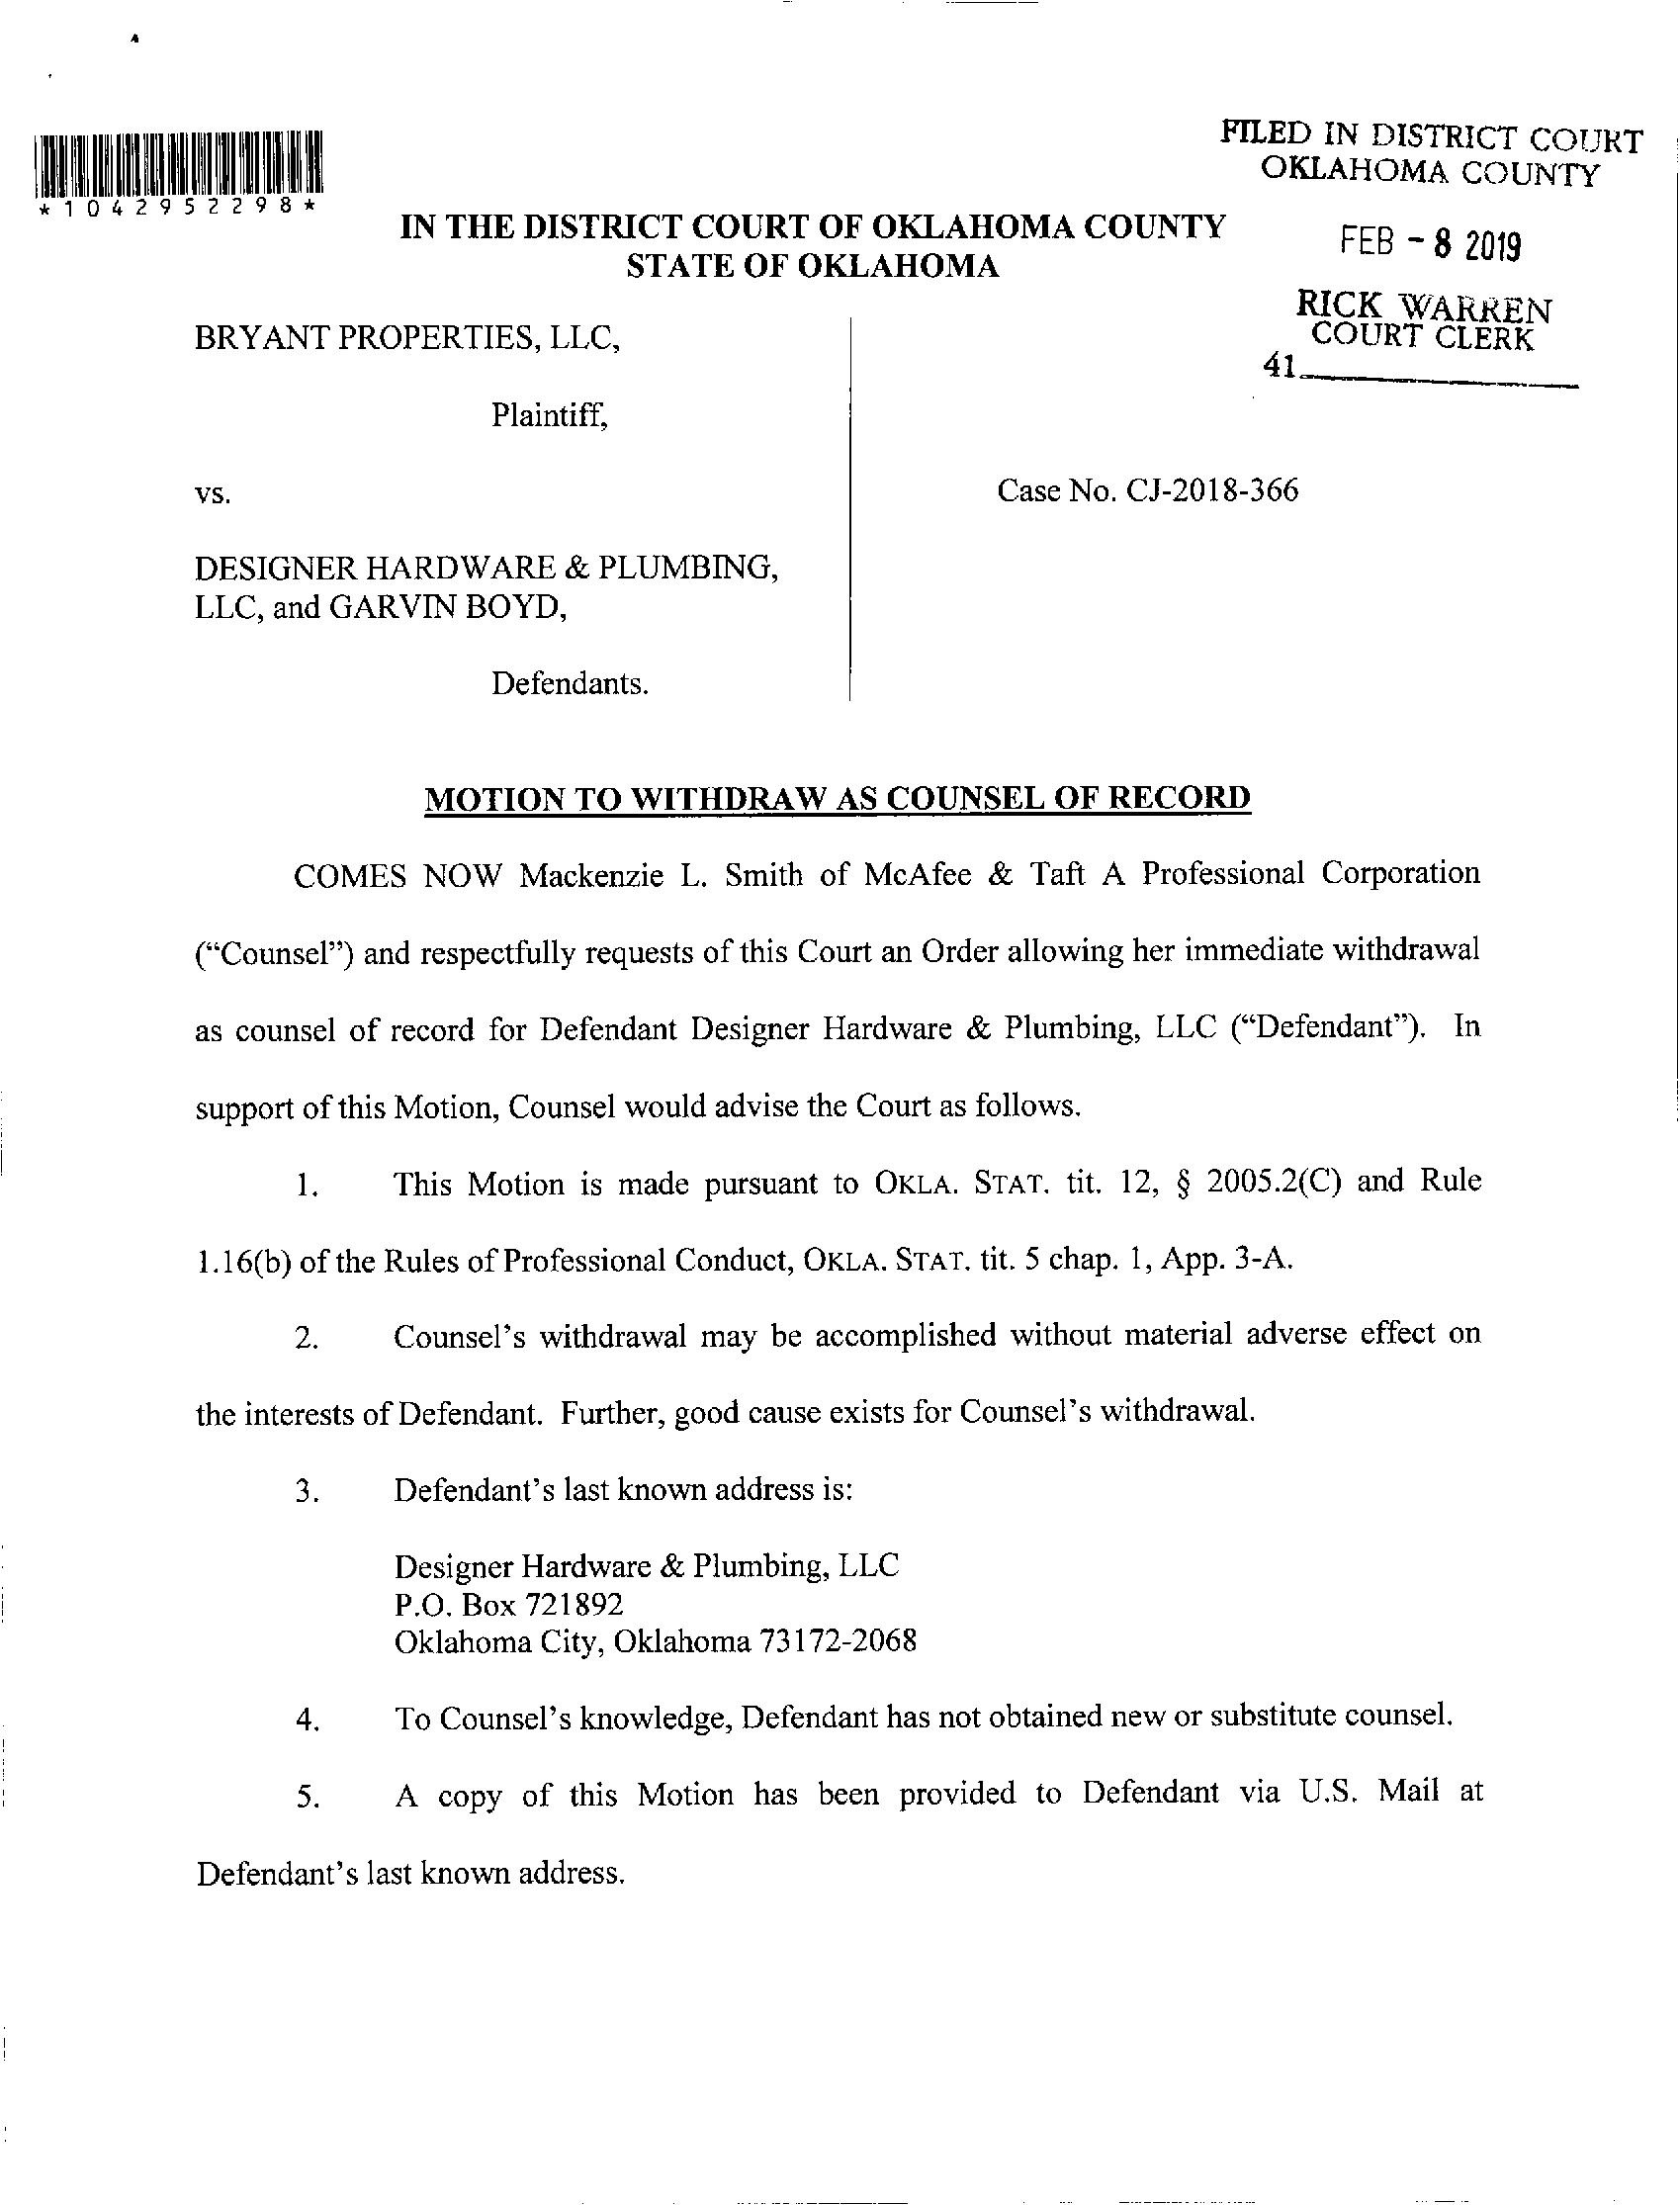 FILED IN DISTRICT COURT
OKLAHOMA COUNTY
FEB - 8 2019
RICK WARREN
COURT CLERK
41
*1042952298*
IN THE DISTRICT COURT OF OKLAHOMA COUNTY
STATE OF OKLAHOMA
BRYANT PROPERTIES, LLC,
Plaintiff,
vs.
Case No. CJ-2018-366
DESIGNER HARDWARE & PLUMBING,
LLC, and GARVIN BOYD,
Defendants.
MOTION TO WITHDRAW AS COUNSEL OF RECORD
COMES NOW Mackenzie L. Smith of McAfee & Taft A Professional Corporation
(“Counsel”) and respectfully requests of this Court an Order allowing her immediate withdrawal
as counsel of record for Defendant Designer Hardware & Plumbing, LLC (“Defendant”). In
support of this Motion, Counsel would advise the Court as follows.
1. This Motion is made pursuant to OKLA. STAT. tit. 12, § 2005.2(C) and Rule
1.16(b) of the Rules of Professional Conduct, OKLA. STAT. tit. 5 chap. 1, App. 3-A.
2. Counsel’s withdrawal may be accomplished without material adverse effect on
the interests of Defendant. Further, good cause exists for Counsel’s withdrawal.
3. Defendant’s last known address is:
Designer Hardware & Plumbing, LLC
P.O. Box 721892
Oklahoma City, Oklahoma 73172-2068
4. To Counsel’s knowledge, Defendant has not obtained new or substitute counsel.
5. A copy of this Motion has been provided to Defendant via U.S. Mail at
Defendant’s last known address.